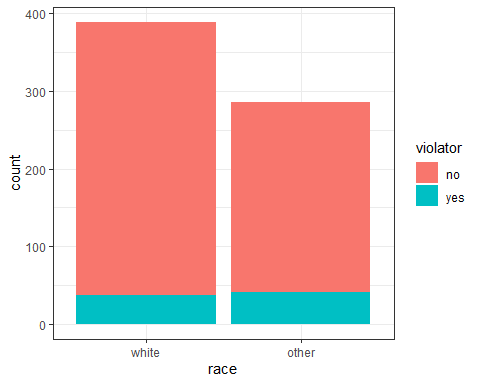 400
300
200
100
0
count
white
other
race
violator
no
yes